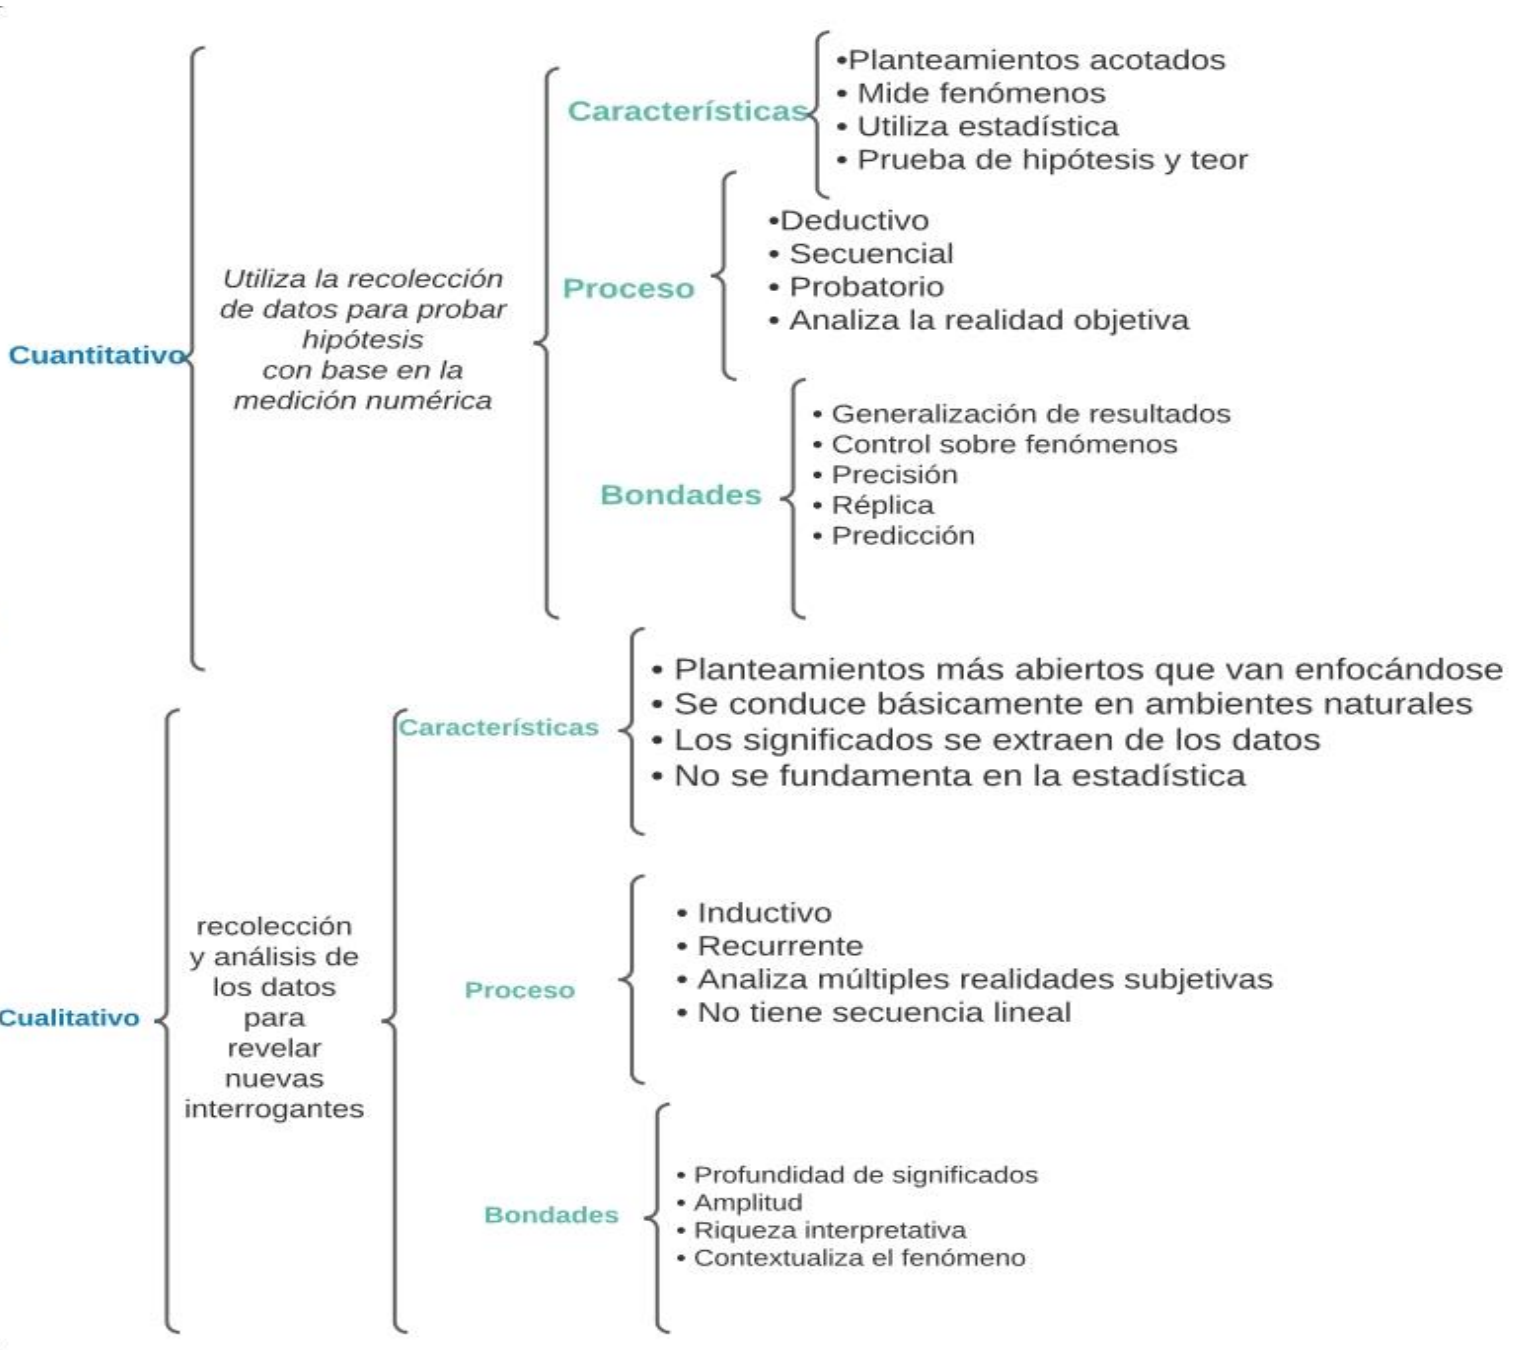 Cuantitativo
Utiliza la recolección
de datos para probar
hipótesis
con base en la
medición numérica
Característísticas
•Planteamientos acotados
• Mide fenómenos
• Utiliza estadística
• Prueba de hipótesis y teor
Proceso
•Deductivo
• Secuencial
• Probatorio
• Analiza la realidad objetiva
Bondades
• Generalización de resultados
• Control sobre fenómenos
• Precisión
• Réplica
• Predicción
Cualitativo
recolección
y análisis de
los datos
para
revelar
nuevas
interrogantes
Característísticas
• Planteamientos más abiertos que van enfocándose
• Se conduce básicamente en ambientes naturales
• Los significados se extraen de los datos
• No se fundamenta en la estadística
Proceso
• Inductivo
• Recurrente
• Analiza múltiples realidades subjetivas
• No tiene secuencia lineal
Bondades
• Profundidad de significados
• Amplitud
• Riqueza interpretativa
• Contextualiza el fenómeno